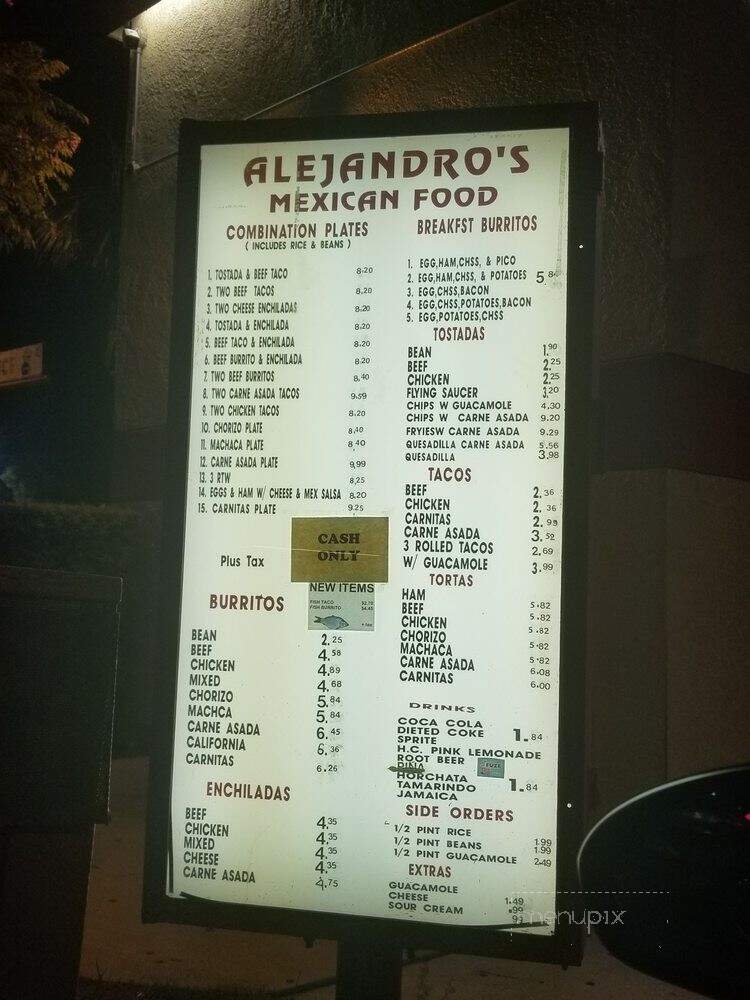 ALEJANDRO'S
MEXICAN FOOD
COMBINATION PLATES
( INCLUDES RICE & BEANS )
1. TOSTADA & BEEF TACO 8.20
2. TWO BEEF TACOS 8.20
3. TWO CHEESE ENCHILADAS 8.20
4. TOSTADA & ENCHILADA 8.20
5. BEEF TACO & ENCHILADA 8.20
6. BEEF BURRITO & ENCHILADA 8.20
7. TWO BEEF BURRITOS 8.40
8. TWO CARNE ASADA TACOS 9.59
9. TWO CHICKEN TACOS 8.20
10. CHORIZO PLATE 8.40
11. MACHACA PLATE 8.40
12. CARNE ASADA PLATE 9.99
13. 3 RTW 8.25
14. EGGS & HAM W/ CHEESE & MEX SALSA 8.20
15. CARNITAS PLATE 9.25
Plus Tax
CASH
ONLY
NEW ITEMS
FISH TACO $2.79
FISH BURRITO
BURRITOS
BEAN 2.25
BEEF 4.58
CHICKEN 4.89
MIXED 4.68
CHORIZO 5.84
MACHCA 5.84
CARNE ASADA 6.45
CALIFORNIA 6.36
CARNITAS 6.26
ENCHILADAS
BEEF 4.35
CHICKEN 4.35
MIXED 4.35
CHEESE 4.35
CARNE ASADA 4.75
BREAKFST BURRITOS
1. EGG,HAM,CHSS, & PICO
2. EGG,HAM,CHSS, & POTATOES 5.84
3. EGG,CHSS,BACON
4. EGG,CHSS,POTATOES,BACON
5. EGG,POTATOES,CHSS
TOSTADAS
BEAN 1.90
BEEF 2.25
CHICKEN 2.25
FLYING SAUCER 3.20
CHIPS W GUACAMOLE 4.30
CHIPS W CARNE ASADA 9.20
FRYIESW CARNE ASADA 9.29
QUESADILLA CARNE ASADA 5.56
QUESADILLA 3.98
TACOS
BEEF 2.36
CHICKEN 2.36
CARNITAS 2.99
CARNE ASADA 3.52
3 ROLLED TACOS 2.69
W/ GUACAMOLE 3.99
TORTAS
HAM 5.82
BEEF 5.82
CHICKEN 5.82
CHORIZO 5.82
MACHACA 5.82
CARNE ASADA 6.08
CARNITAS 6.00
DRINKS
COCA COLA
DIETED COKE 1.84
SPRITE
H.C. PINK LEMONADE
ROOT BEER FUZE
PINA
HORCHATA
TAMARINDO 1.84
JAMAICA
SIDE ORDERS
1/2 PINT RICE 1.99
1/2 PINT BEANS 1.99
1/2 PINT GUACAMOLE 2.49
EXTRAS
GUACAMOLE 1.49
CHEESE .99
SOUR CREAM 99
menupix